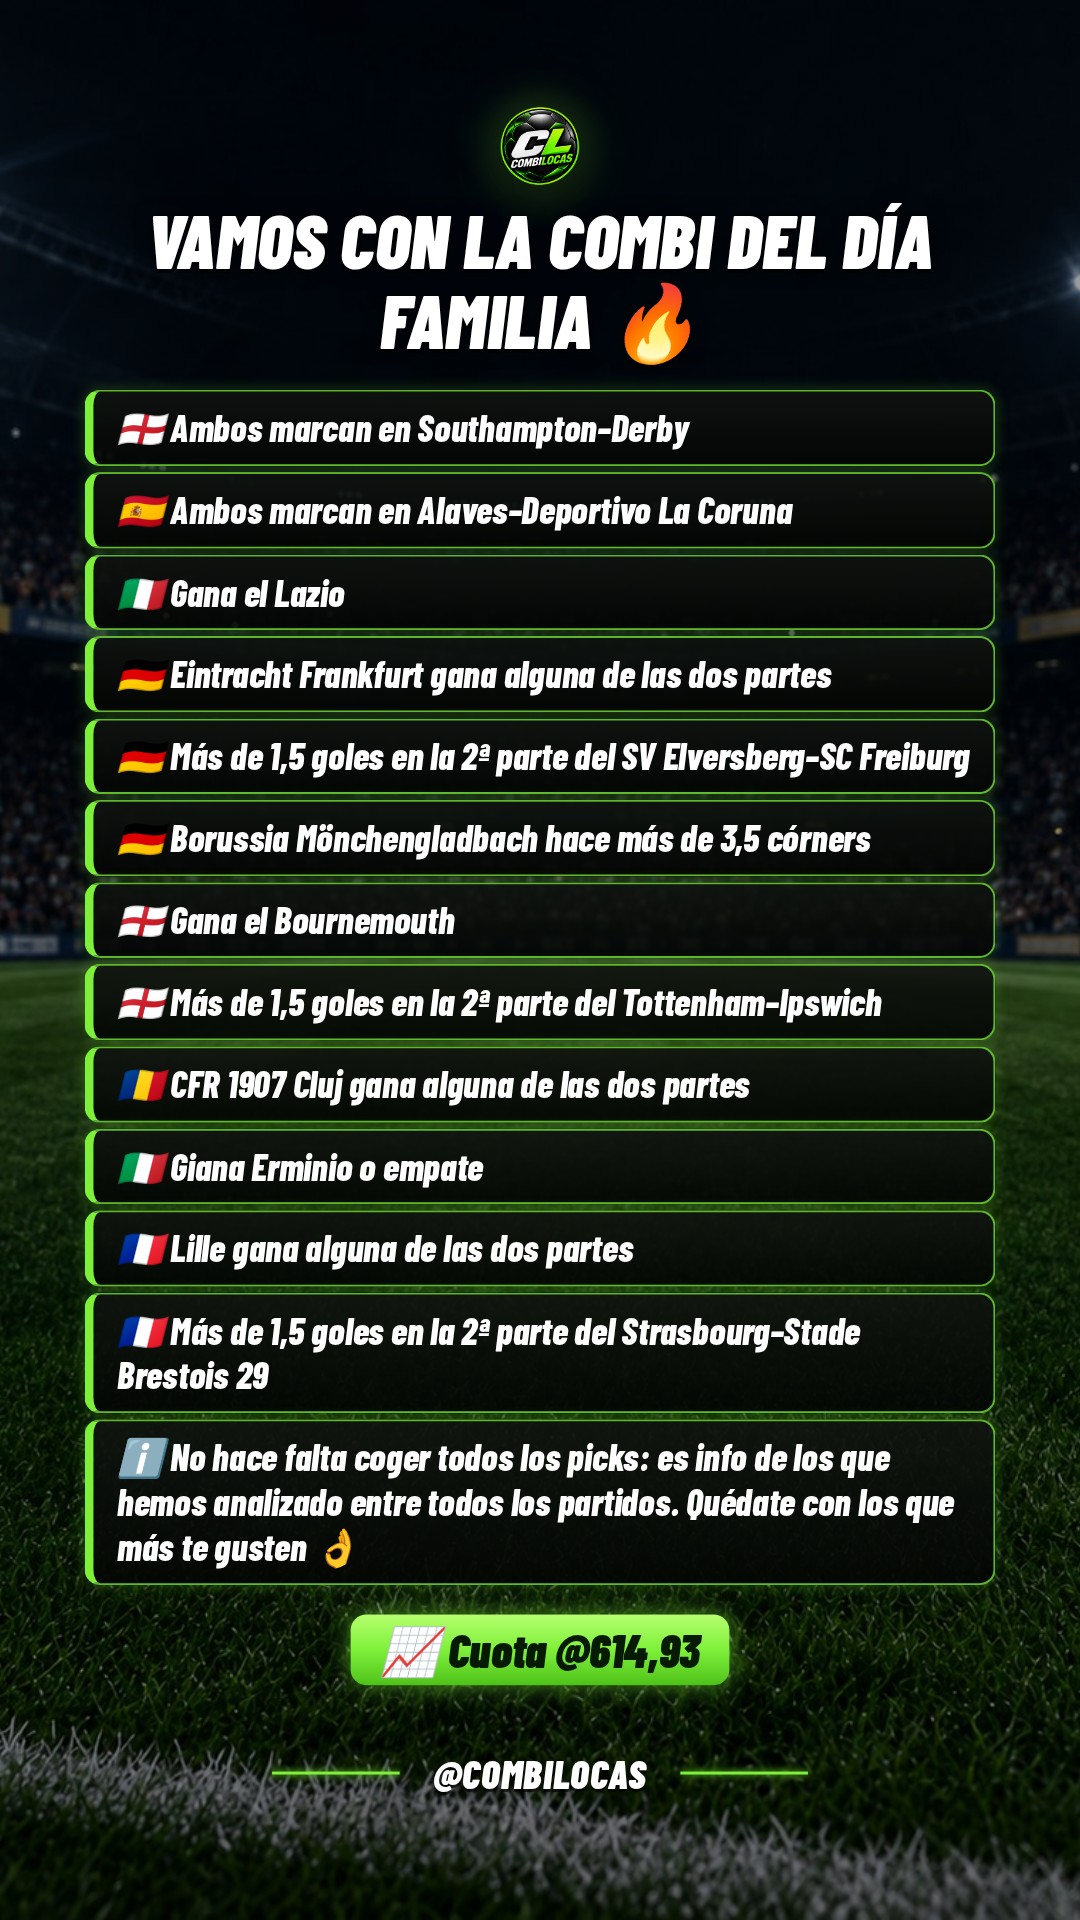 CL
COMBILOCAS
VAMOS CON LA COMBI DEL DÍA
FAMILIA 🔥
🏴󠁧󠁢󠁥󠁮󠁧󠁿 Ambos marcan en Southampton-Derby
🇪🇸 Ambos marcan en Alaves-Deportivo La Coruna
🇮🇹 Gana el Lazio
🇩🇪 Eintracht Frankfurt gana alguna de las dos partes
🇩🇪 Más de 1,5 goles en la 2ª parte del SV Elversberg-SC Freiburg
🇩🇪 Borussia Mönchengladbach hace más de 3,5 córners
🏴󠁧󠁢󠁥󠁮󠁧󠁿 Gana el Bournemouth
🏴󠁧󠁢󠁥󠁮󠁧󠁿 Más de 1,5 goles en la 2ª parte del Tottenham-Ipswich
🇷🇴 CFR 1907 Cluj gana alguna de las dos partes
🇮🇹 Giana Erminio o empate
🇫🇷 Lille gana alguna de las dos partes
🇫🇷 Más de 1,5 goles en la 2ª parte del Strasbourg-Stade
Brestois 29
ℹ️ No hace falta coger todos los picks: es info de los que
hemos analizado entre todos los partidos. Quédate con los que
más te gusten 👌
📈 Cuota @614,93
@COMBILOCAS